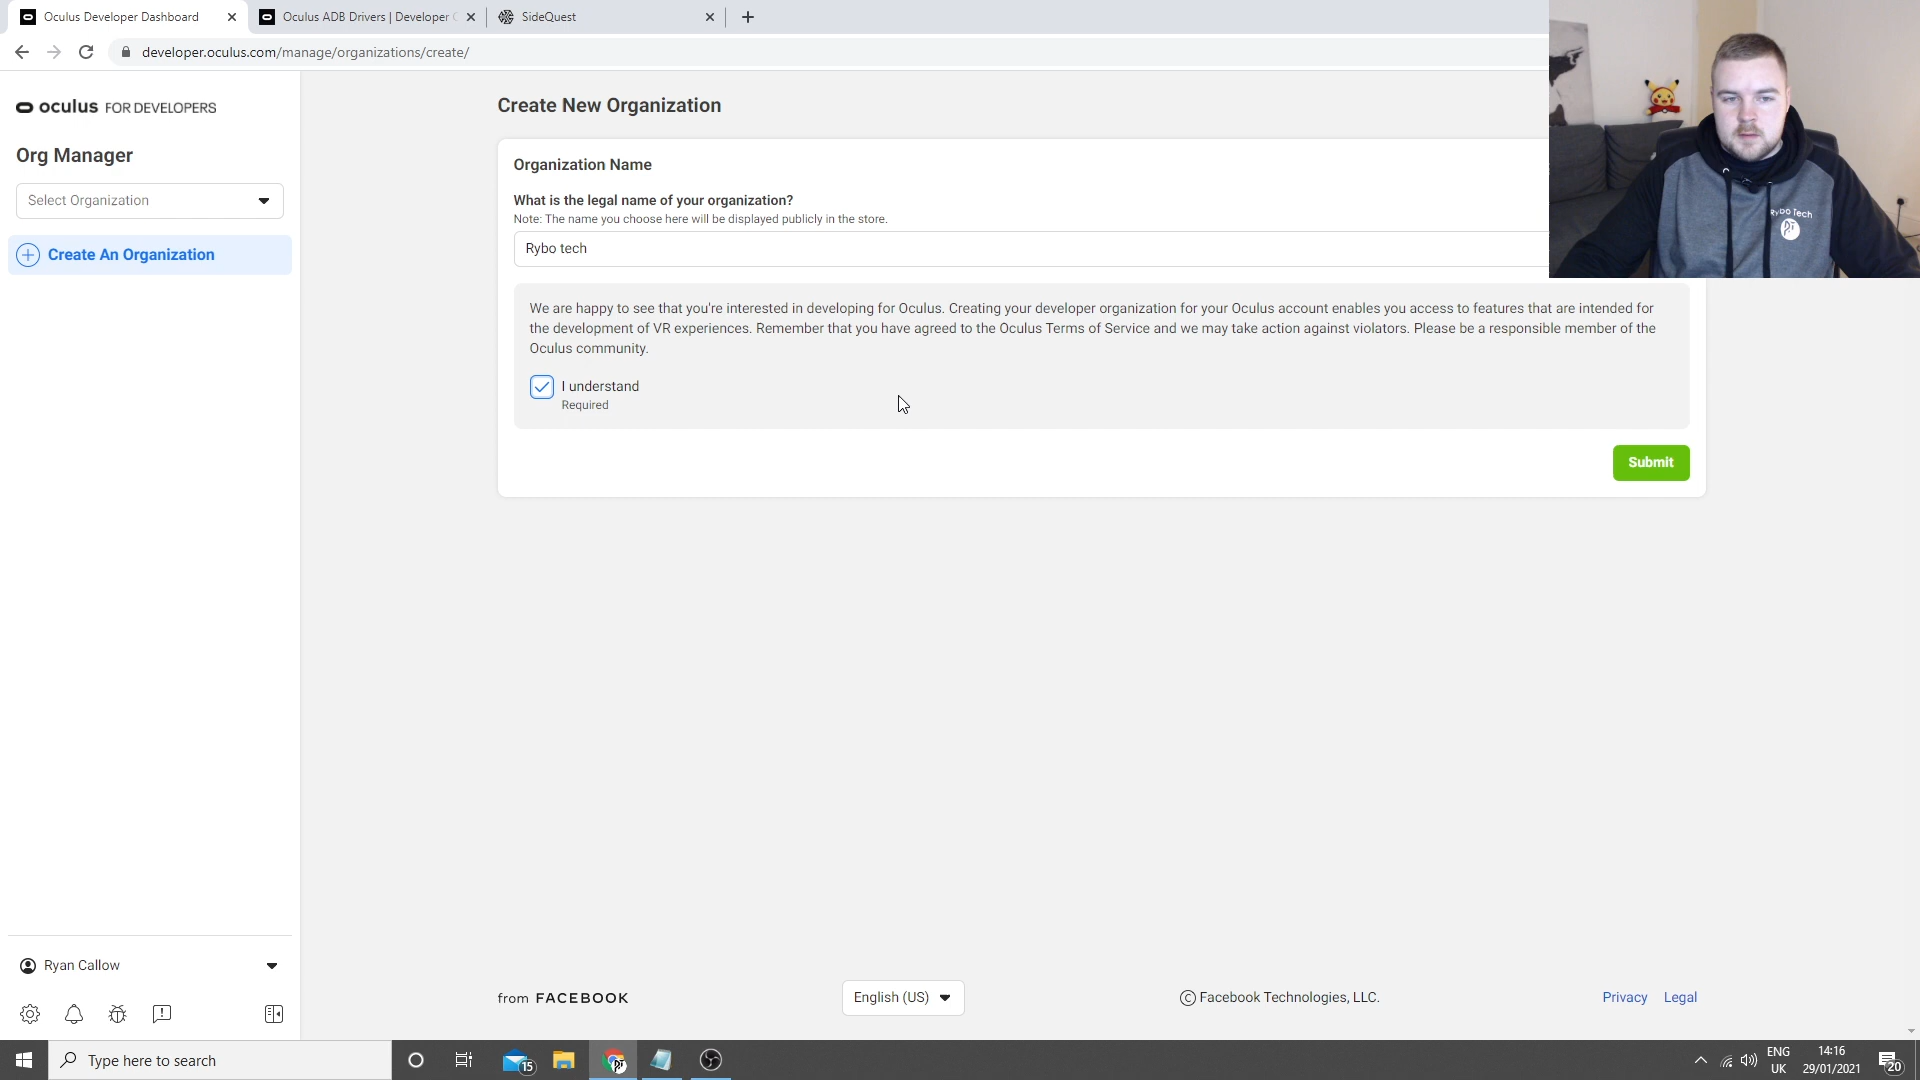 Oculus Developer Dashboard
Oculus ADB Drivers | Developer
SideQuest
developer.oculus.com/manage/organizations/create/
oculus FOR DEVELOPERS
Org Manager
Select Organization
Create An Organization
Create New Organization
Organization Name
What is the legal name of your organization?
Note: The name you choose here will be displayed publicly in the store.
Rybo tech
We are happy to see that you're interested in developing for Oculus. Creating your developer organization for your Oculus account enables you access to features that are intended for
the development of VR experiences. Remember that you have agreed to the Oculus Terms of Service and we may take action against violators. Please be a responsible member of the
Oculus community.
I understand
Required
Submit
Rybo Tech
Ryan Callow
from FACEBOOK
English (US)
© Facebook Technologies, LLC.
Privacy
Legal
Type here to search
15
ENG
UK
14:16
29/01/2021
20